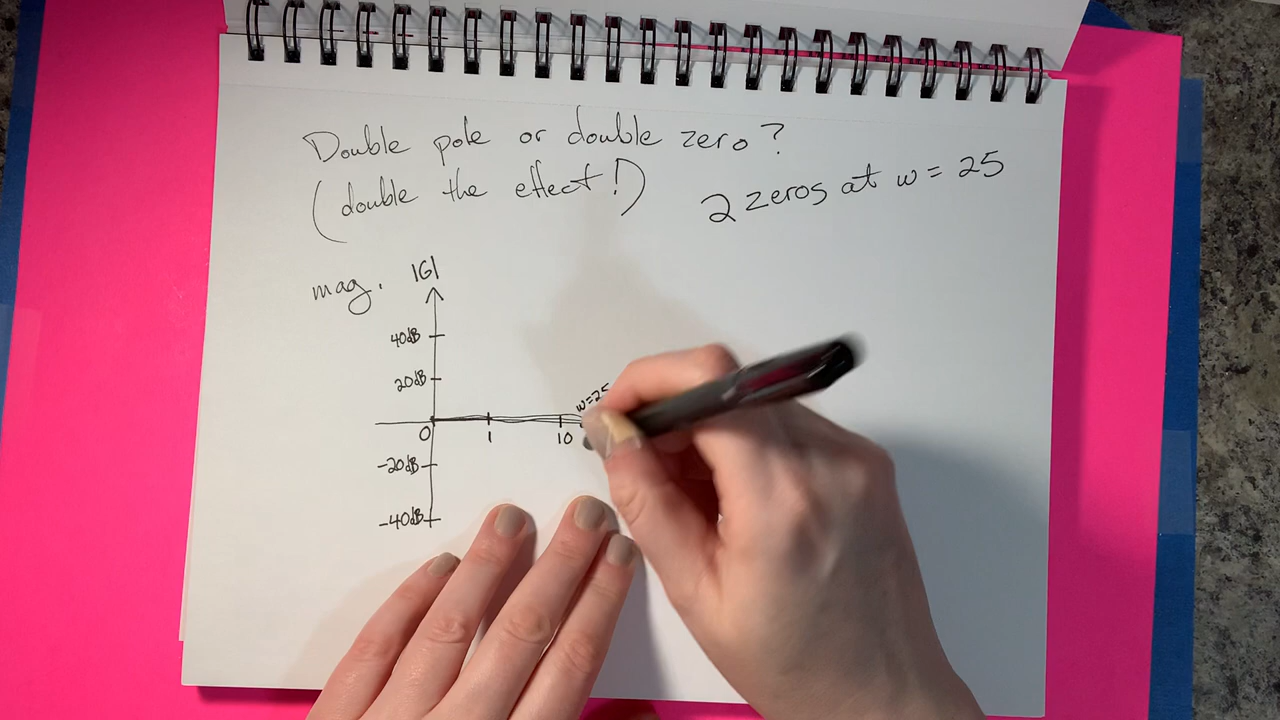 Double pole or double zero?
(double the effect!)
2 zeros at w = 25
mag. |G|
40dB
20dB
w=25
0 1 10
-20dB
-40dB